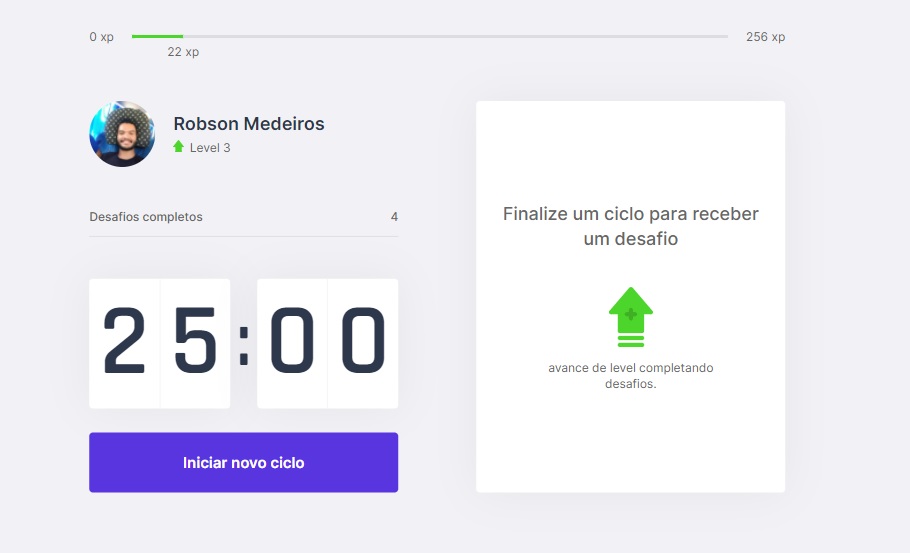 0 xp
256 xp
22 xp
Robson Medeiros
Level 3
Desafios completos 4
25:00
Iniciar novo ciclo
Finalize um ciclo para receber
um desafio
avance de level completando
desafios.